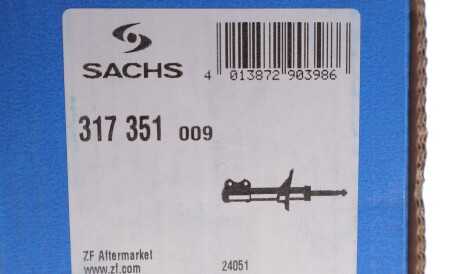 SACHS
4 013872 903986
317 351 009
ZF Aftermarket
www.zf.com
24051